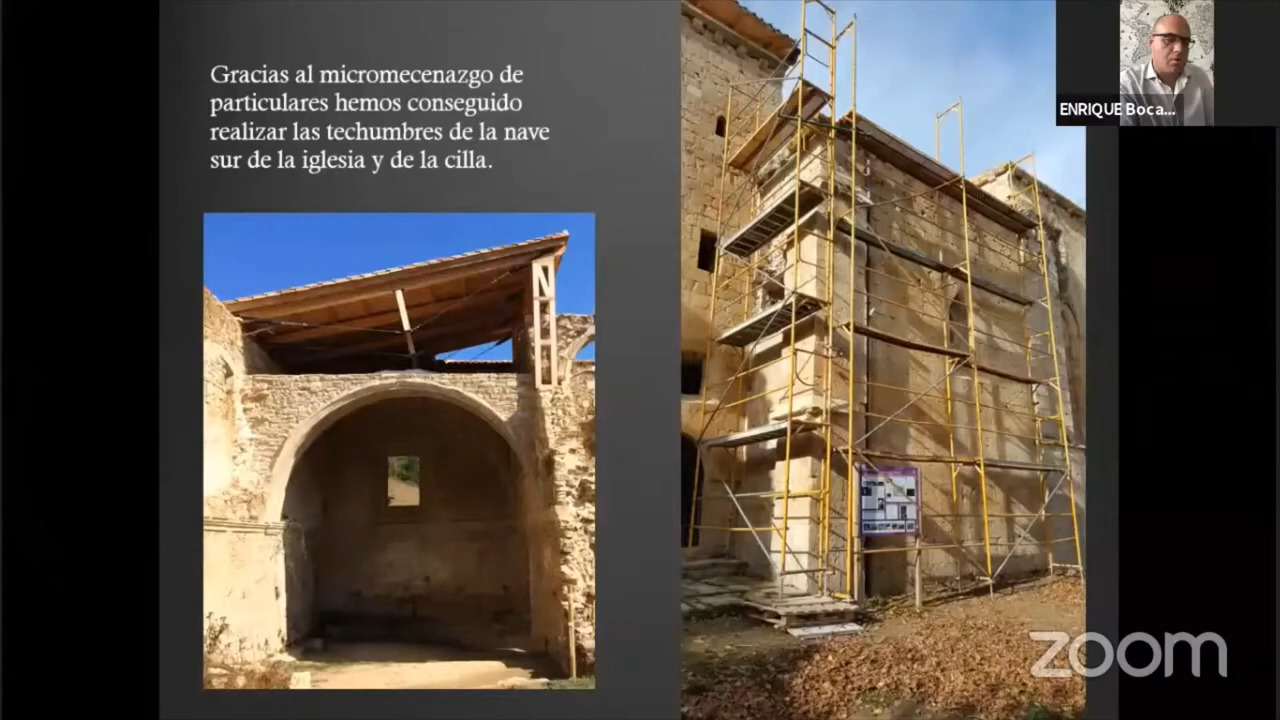 Gracias al micromecenazgo de
particulares hemos conseguido
realizar las techumbres de la nave
sur de la iglesia y de la cilla.
ENRIQUE Boca...
zoom